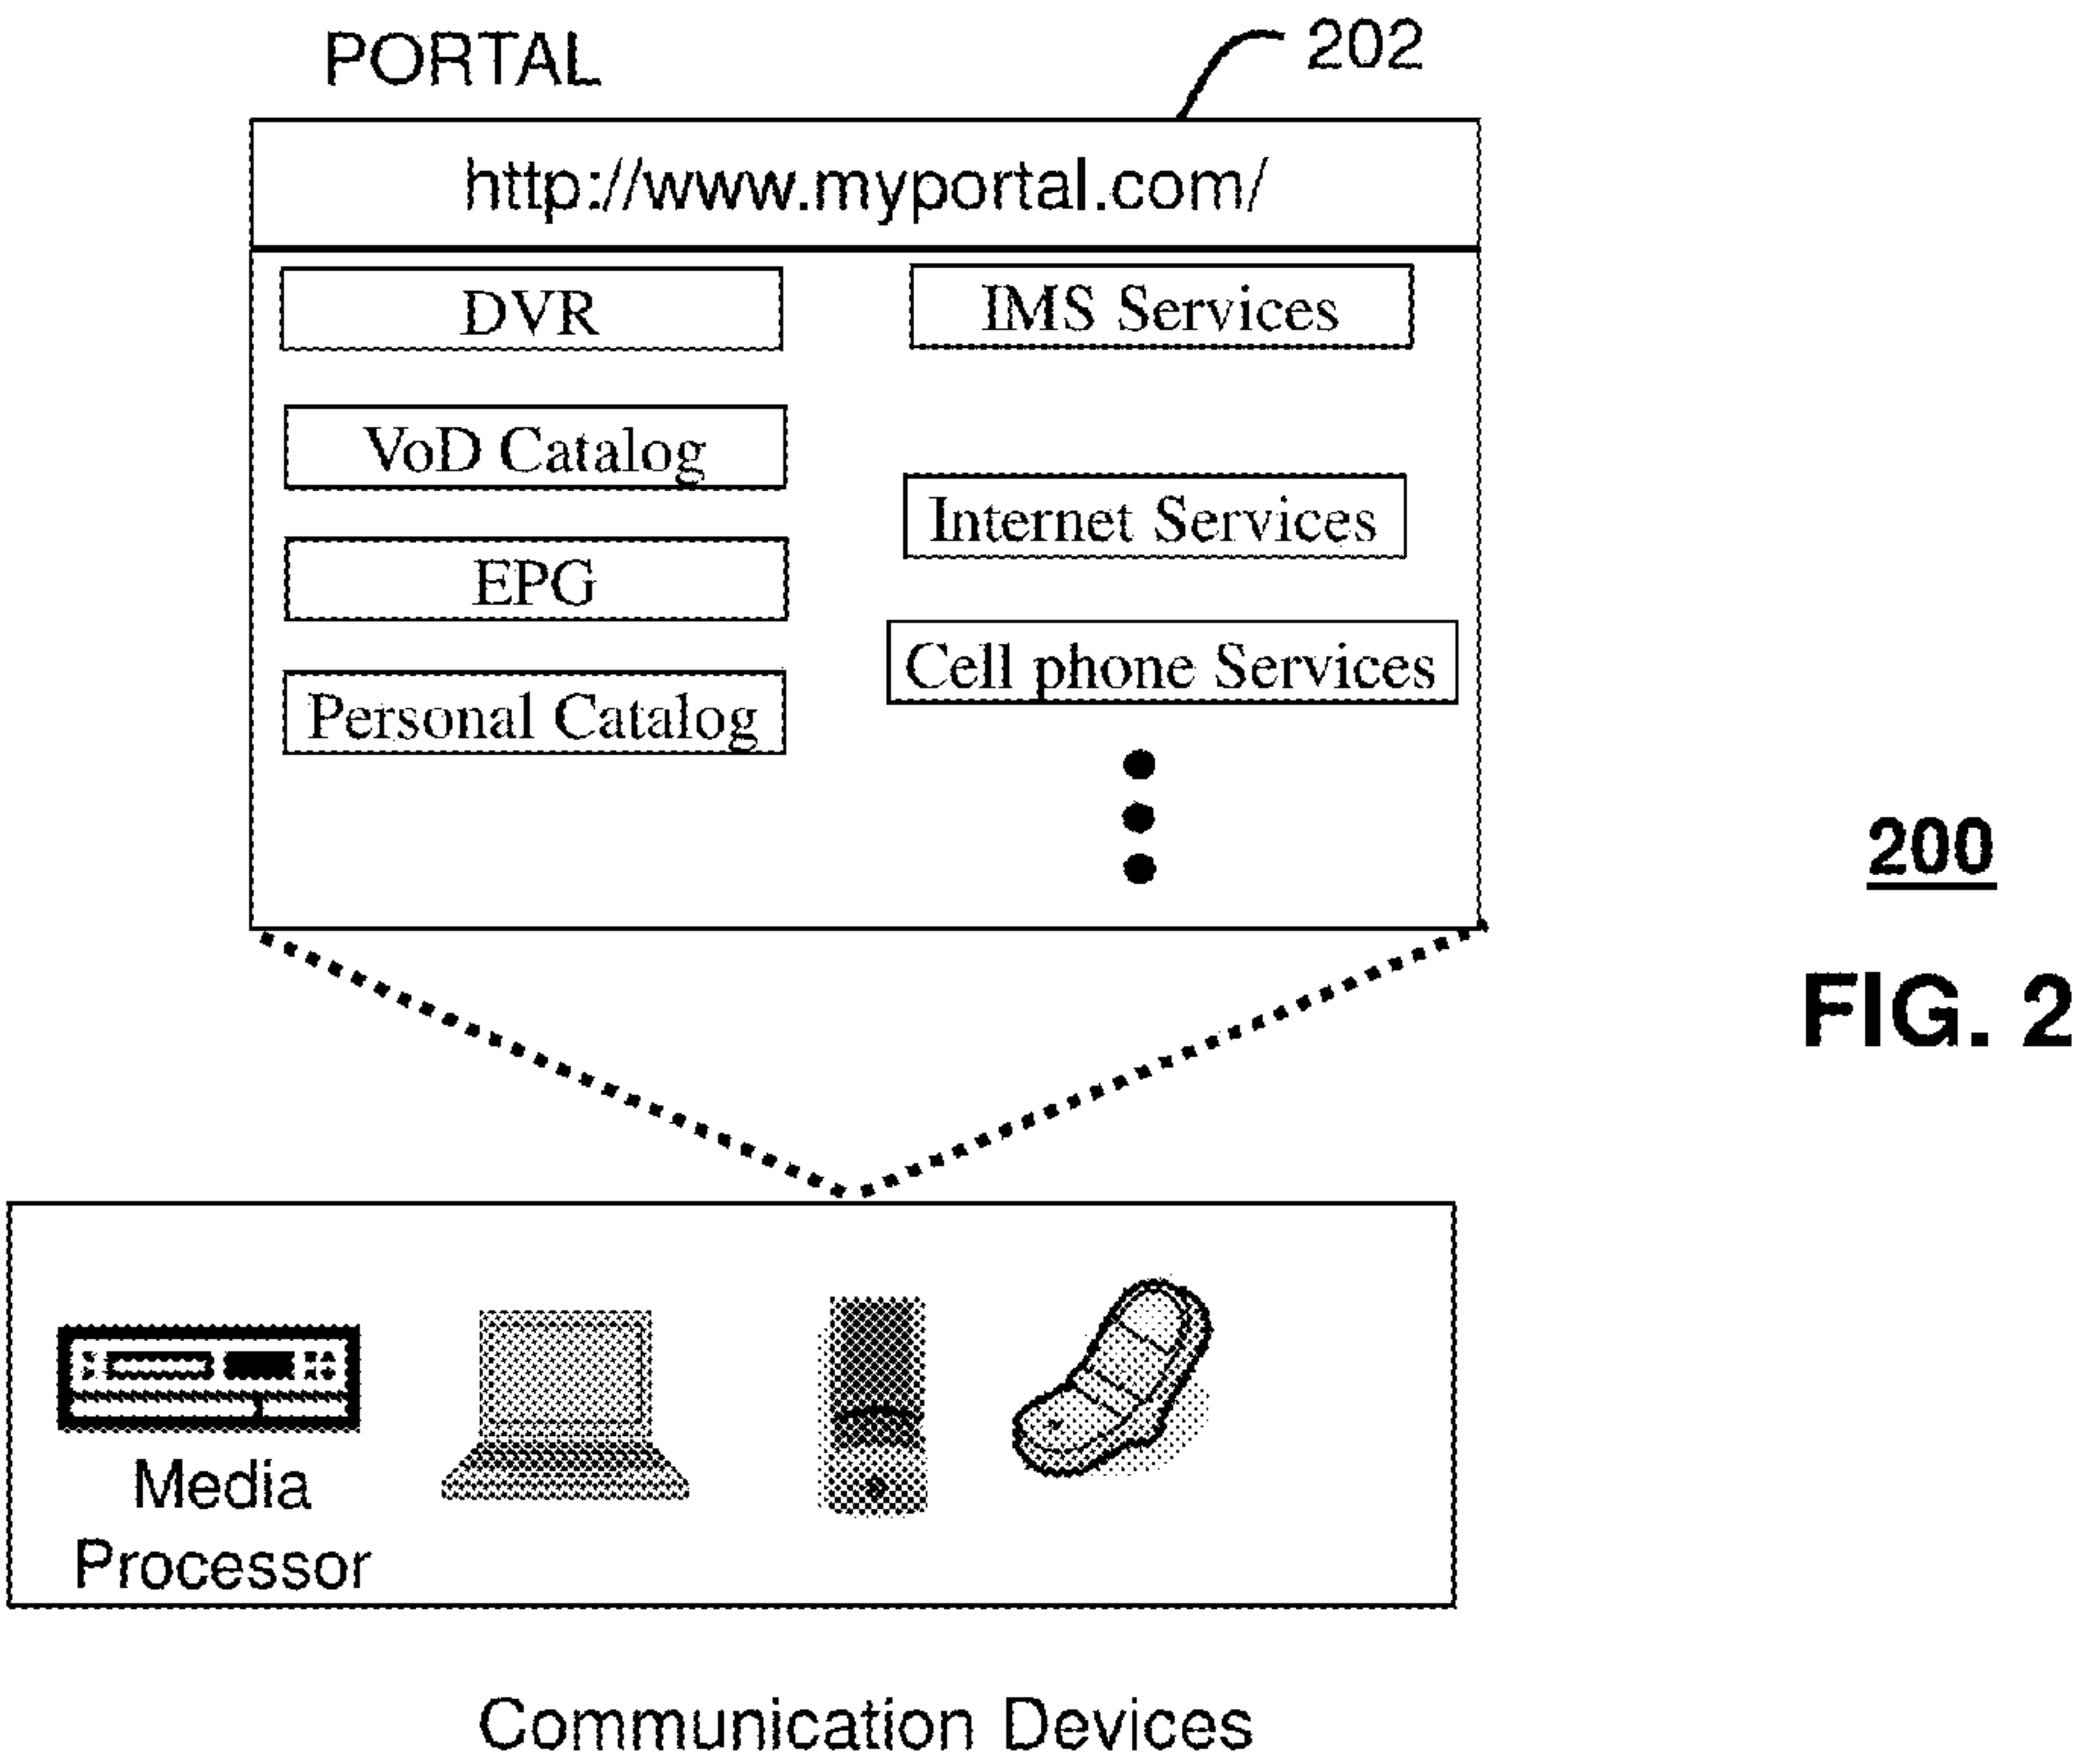 PORTAL
202
http://www.myportal.com/
DVR
VoD Catalog
EPG
Personal Catalog
IMS Services
Internet Services
Cell phone Services
200
FIG. 2
Media
Processor
Communication Devices